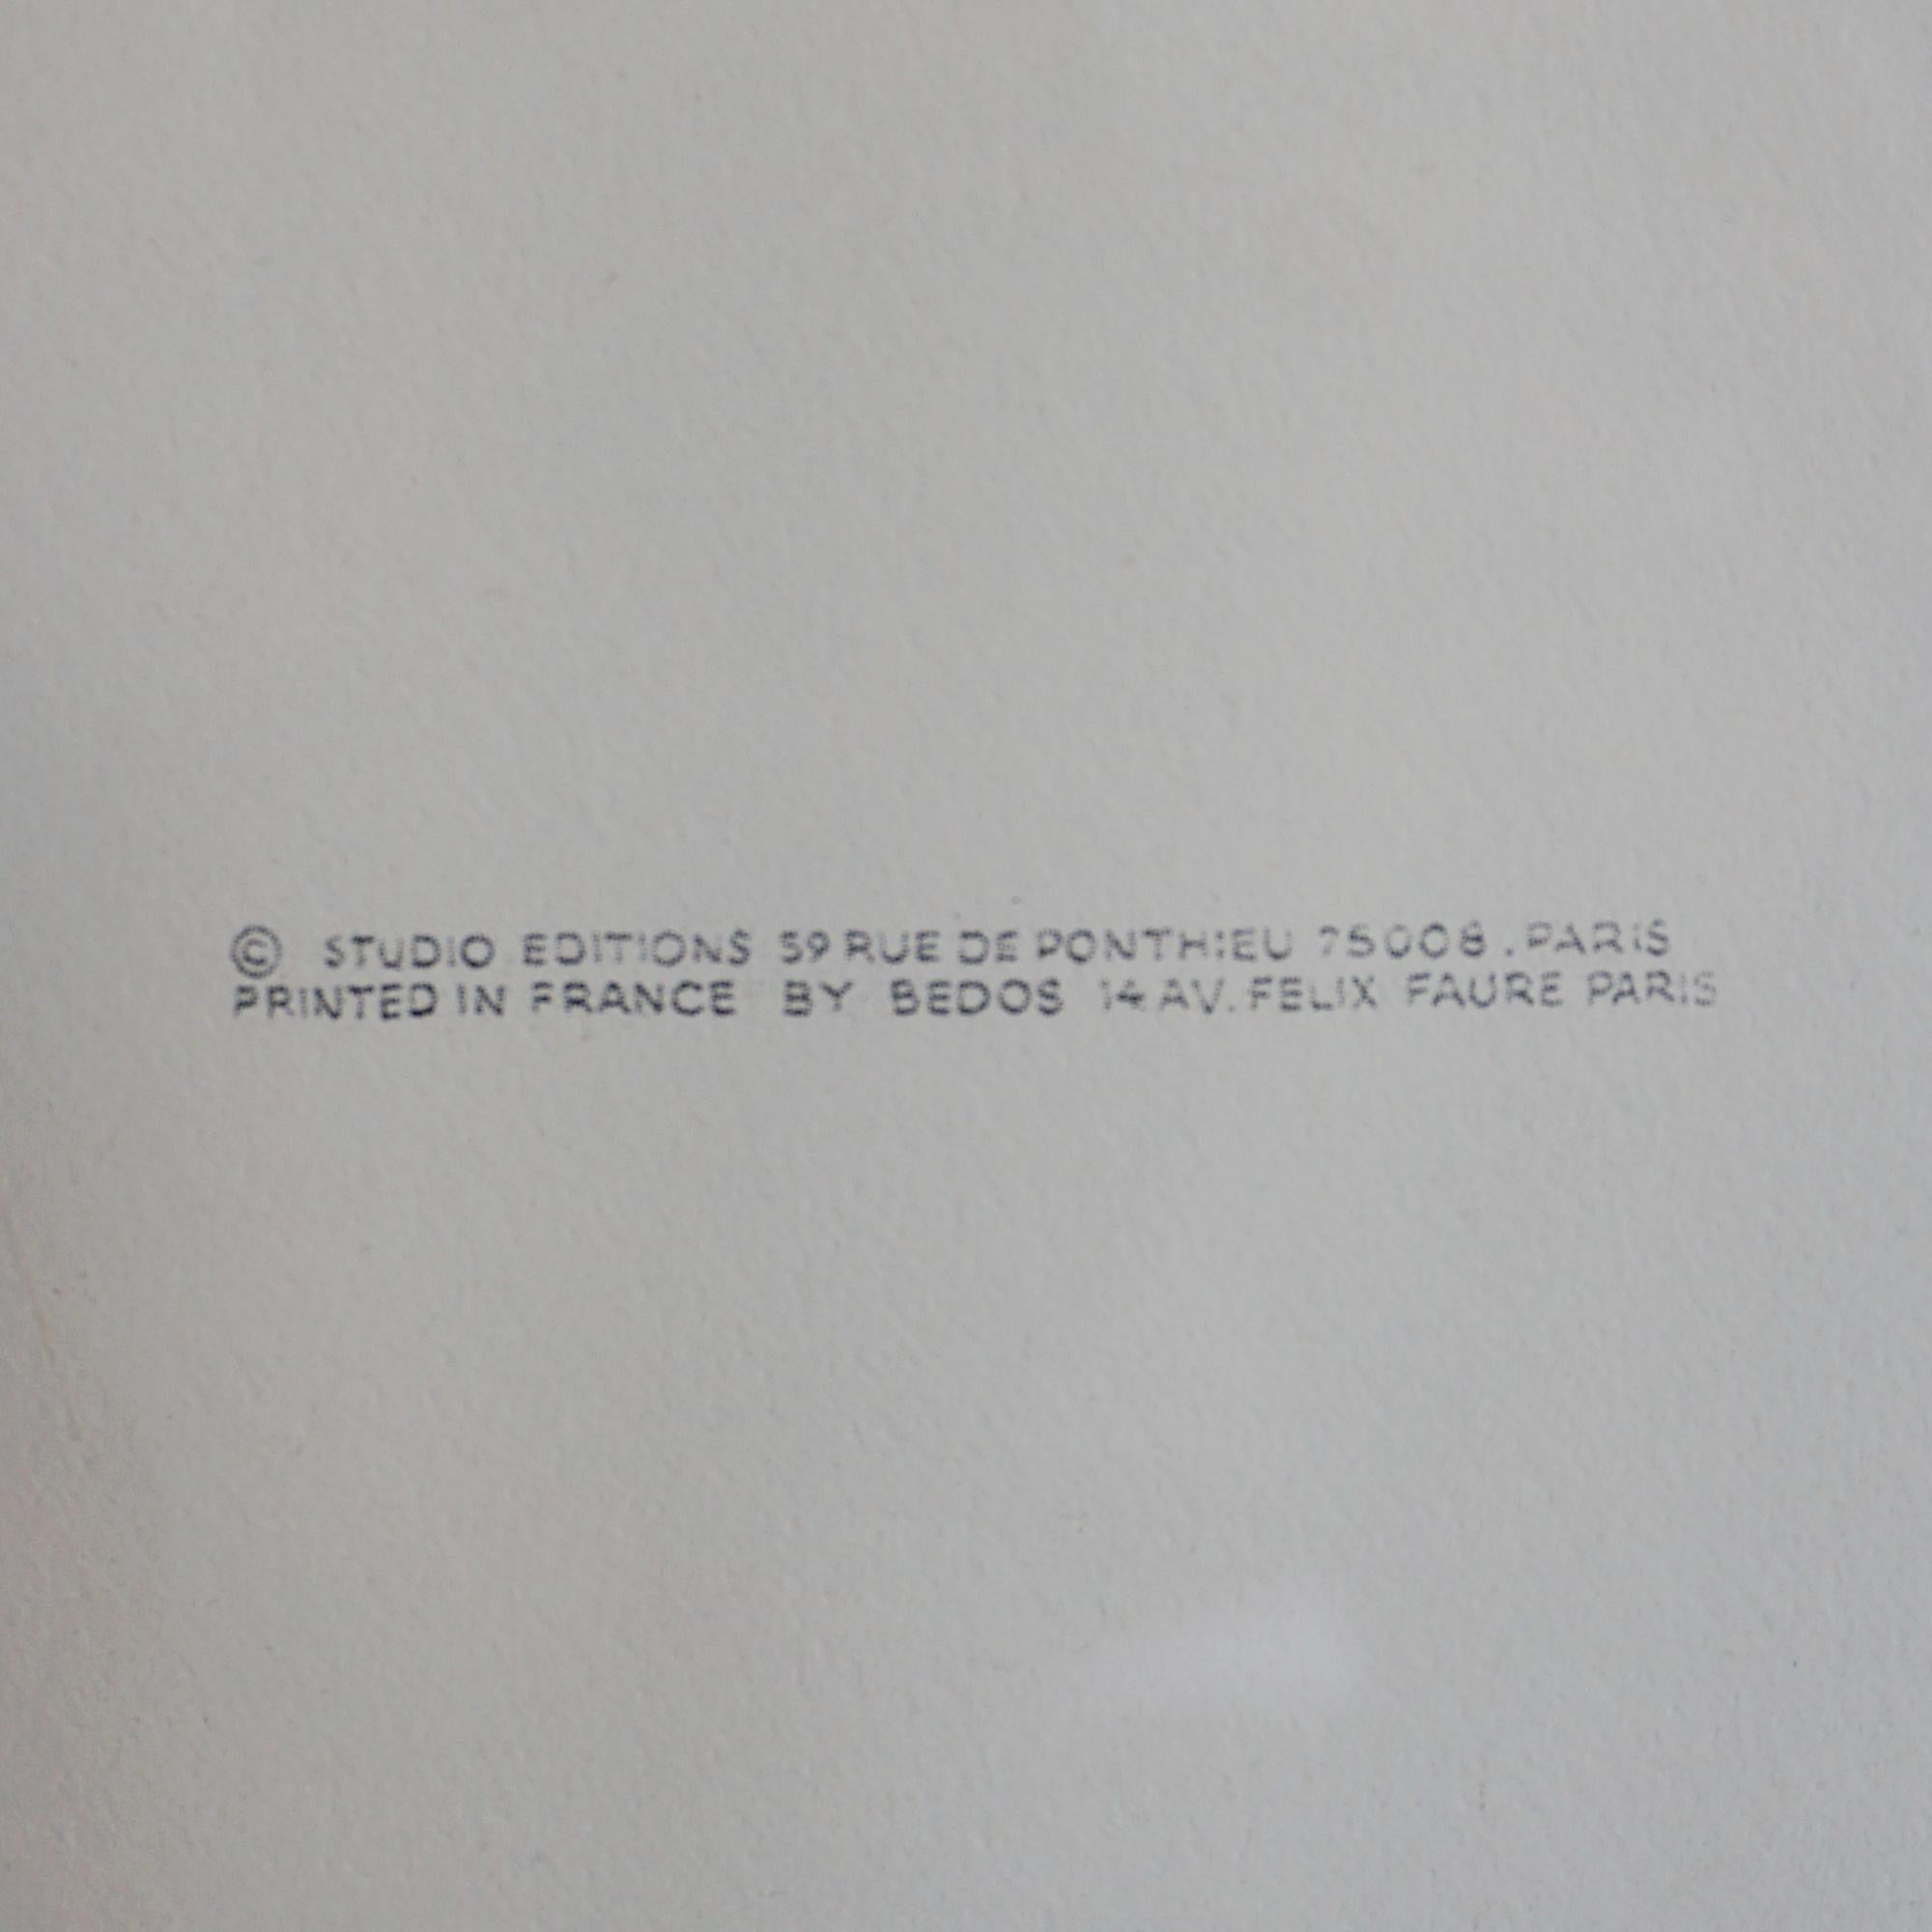 © STUDIO EDITIONS 59 RUE DE PONTHIEU 75008. PARIS
PRINTED IN FRANCE BY BEDOS 14 AV. FELIX FAURE PARIS